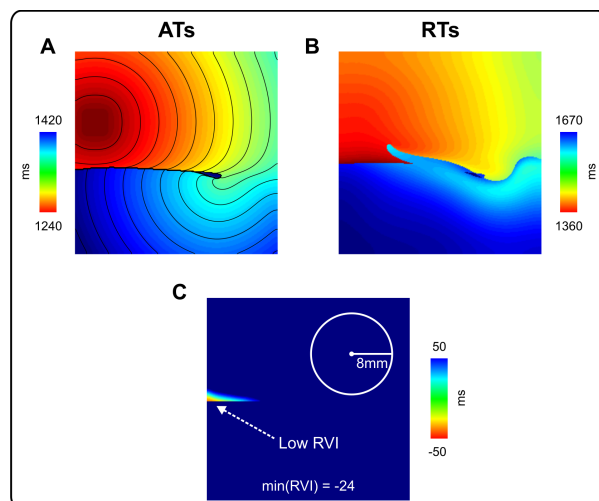 ATs
RTs
A
B
1420
ms
1240
1670
ms
1360
C
8mm
Low RVI
min(RVI) = -24
50
ms
-50